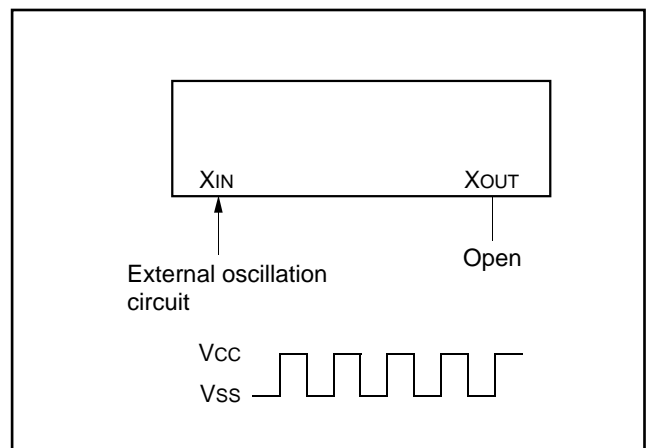 XIN
XOUT
External oscillation
circuit
Open
VCC
VSS